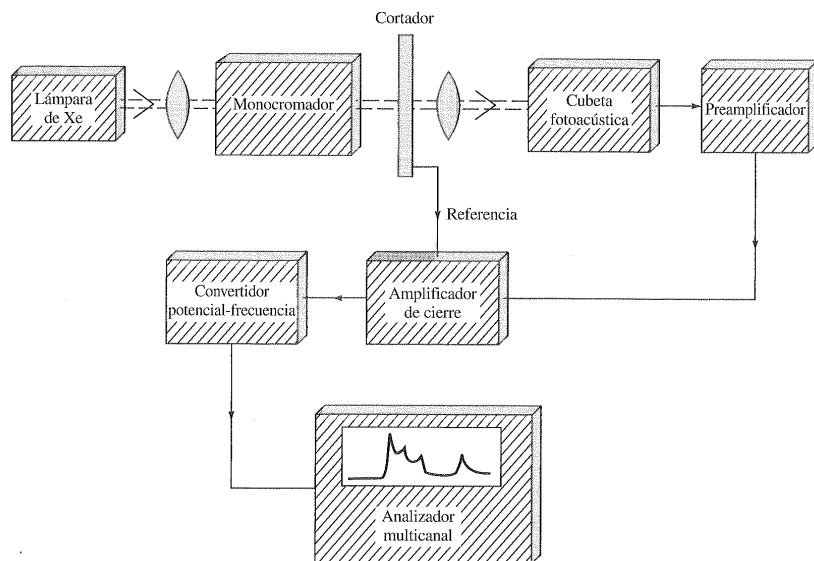 Cortador
Lámpara
de Xe
Monocromador
Cubeta
fotoacústica
Preamplificador
Referencia
Convertidor
potencial-frecuencia
Amplificador
de cierre
Analizador
multicanal